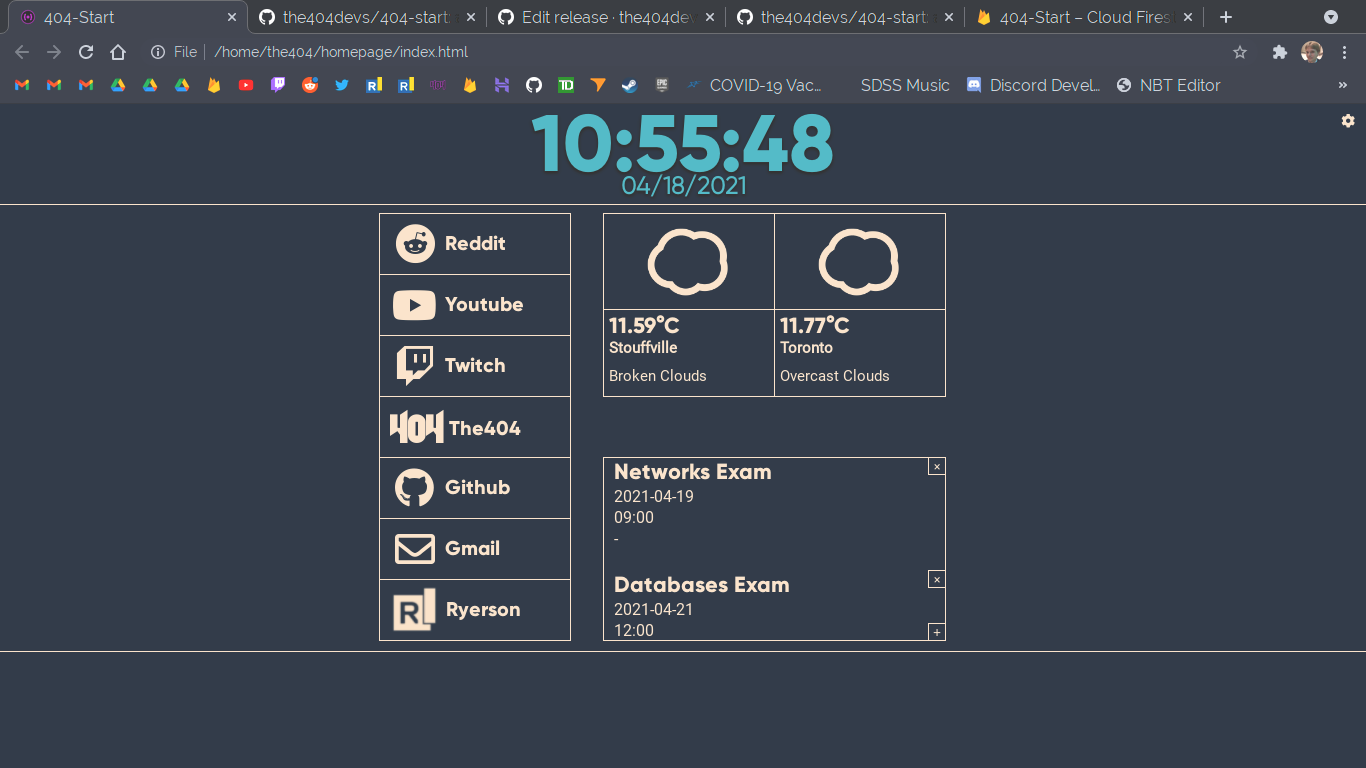 404-Start
the404devs/404-start:
Edit release · the404dev
the404devs/404-start:
404-Start – Cloud Fires
File
/home/the404/homepage/index.html
COVID-19 Vac...
SDSS Music
Discord Devel...
NBT Editor
»
10:55:48
04/18/2021
Reddit
Youtube
Twitch
404 The404
Github
Gmail
R Ryerson
11.59°C
Stouffville
Broken Clouds
11.77°C
Toronto
Overcast Clouds
Networks Exam
×
2021-04-19
09:00
-
Databases Exam
×
2021-04-21
12:00
+